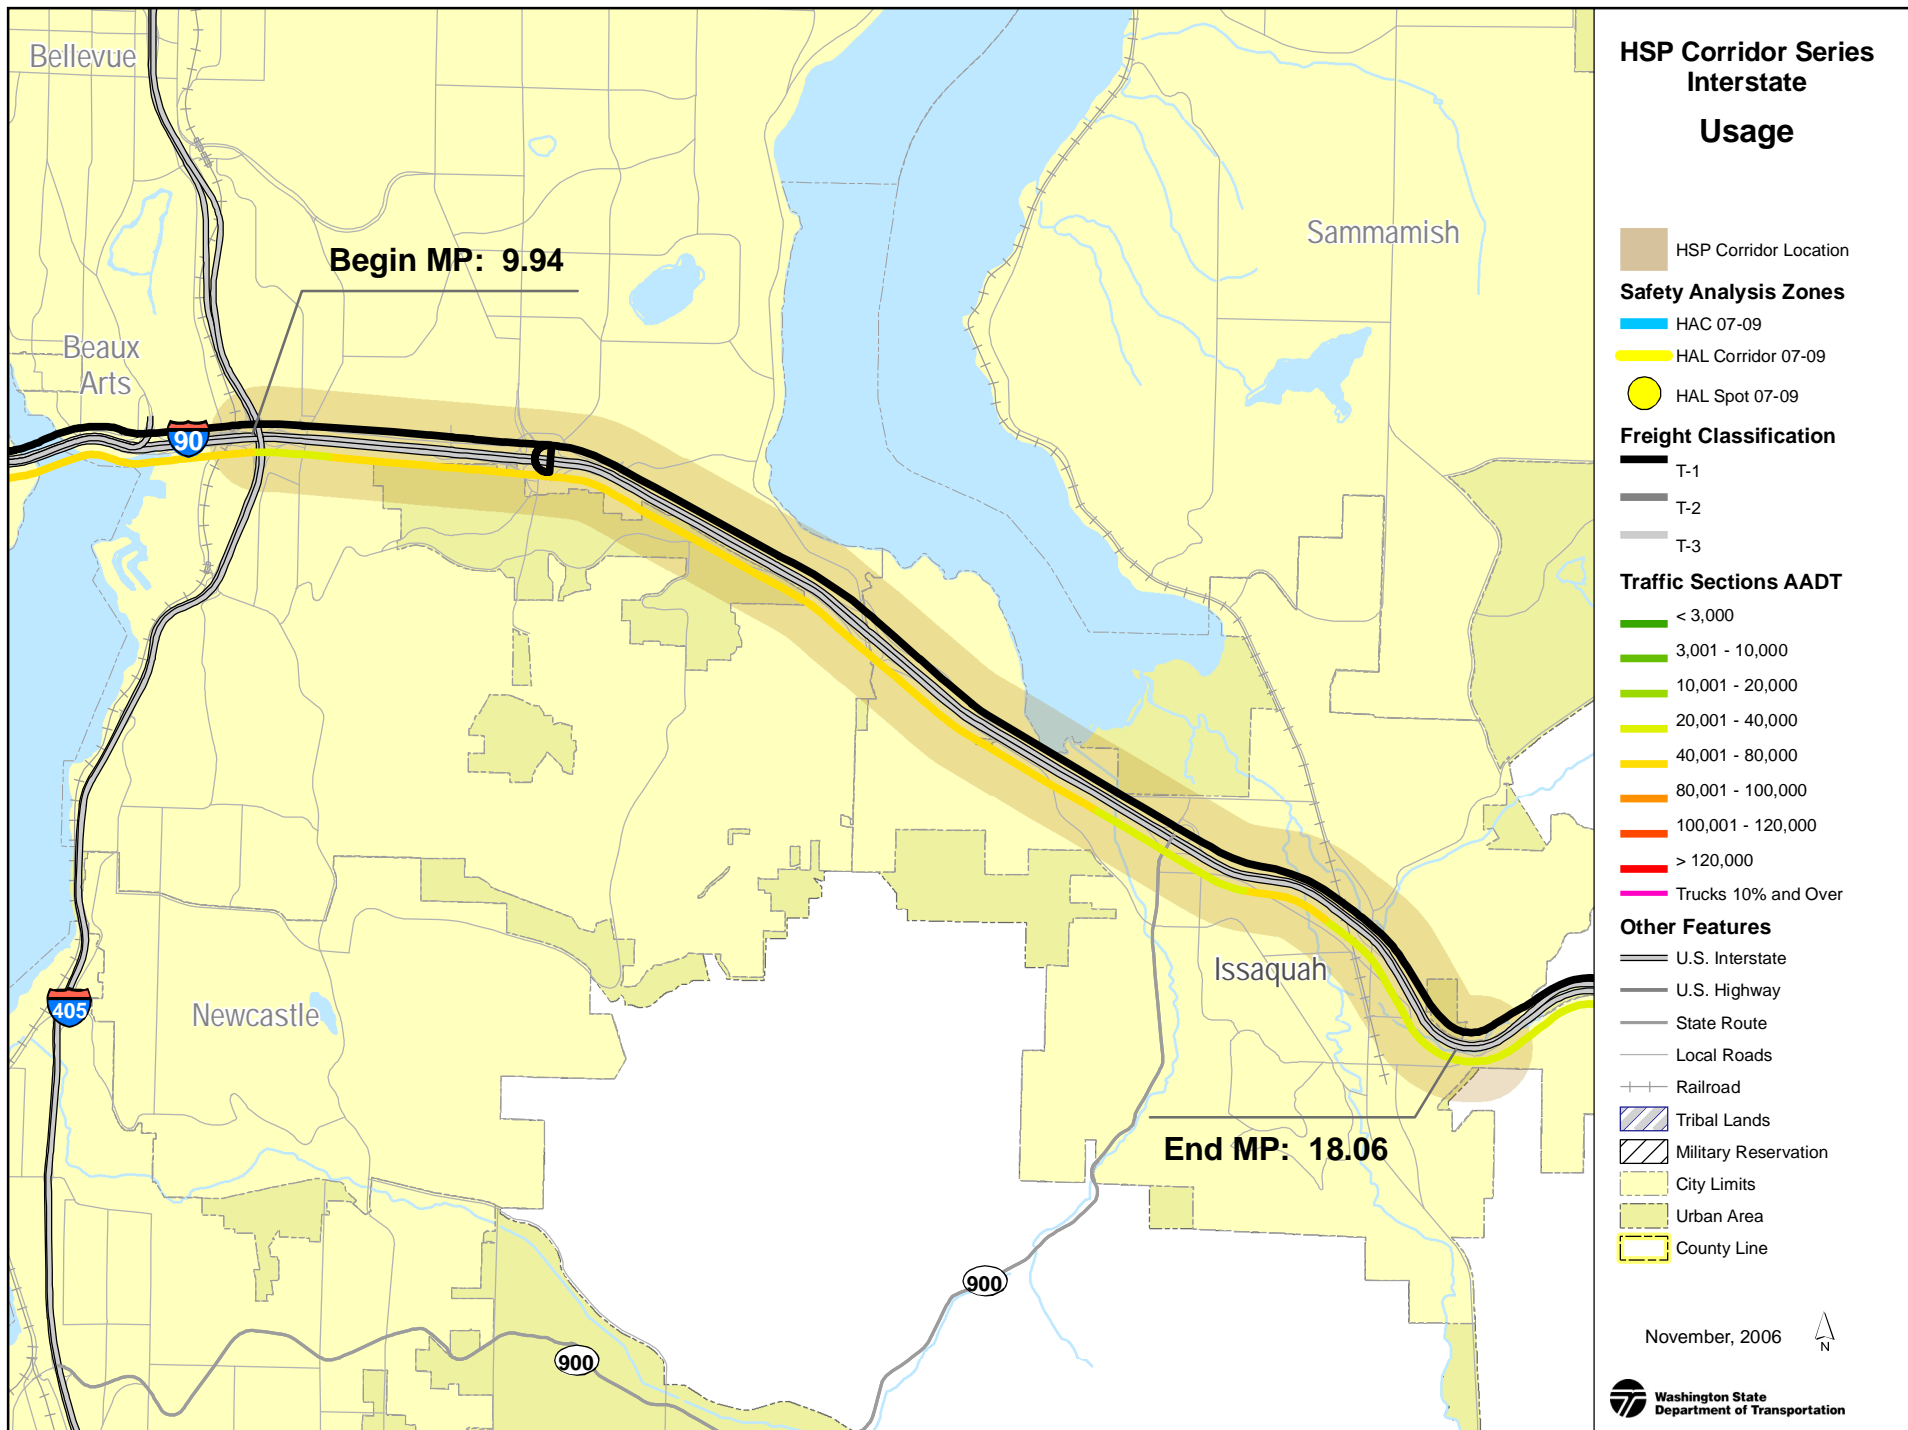 Bellevue
Begin MP: 9.94
Sammamish
Beaux
Arts
90
Issaquah
405
Newcastle
End MP: 18.06
900
900
HSP Corridor Series
Interstate
Usage
HSP Corridor Location
Safety Analysis Zones
HAC 07-09
HAL Corridor 07-09
HAL Spot 07-09
Freight Classification
T-1
T-2
T-3
Traffic Sections AADT
< 3,000
3,001 - 10,000
10,001 - 20,000
20,001 - 40,000
40,001 - 80,000
80,001 - 100,000
100,001 - 120,000
> 120,000
Trucks 10% and Over
Other Features
U.S. Interstate
U.S. Highway
State Route
Local Roads
Railroad
Tribal Lands
Military Reservation
City Limits
Urban Area
County Line
November, 2006
N
Washington State
Department of Transportation